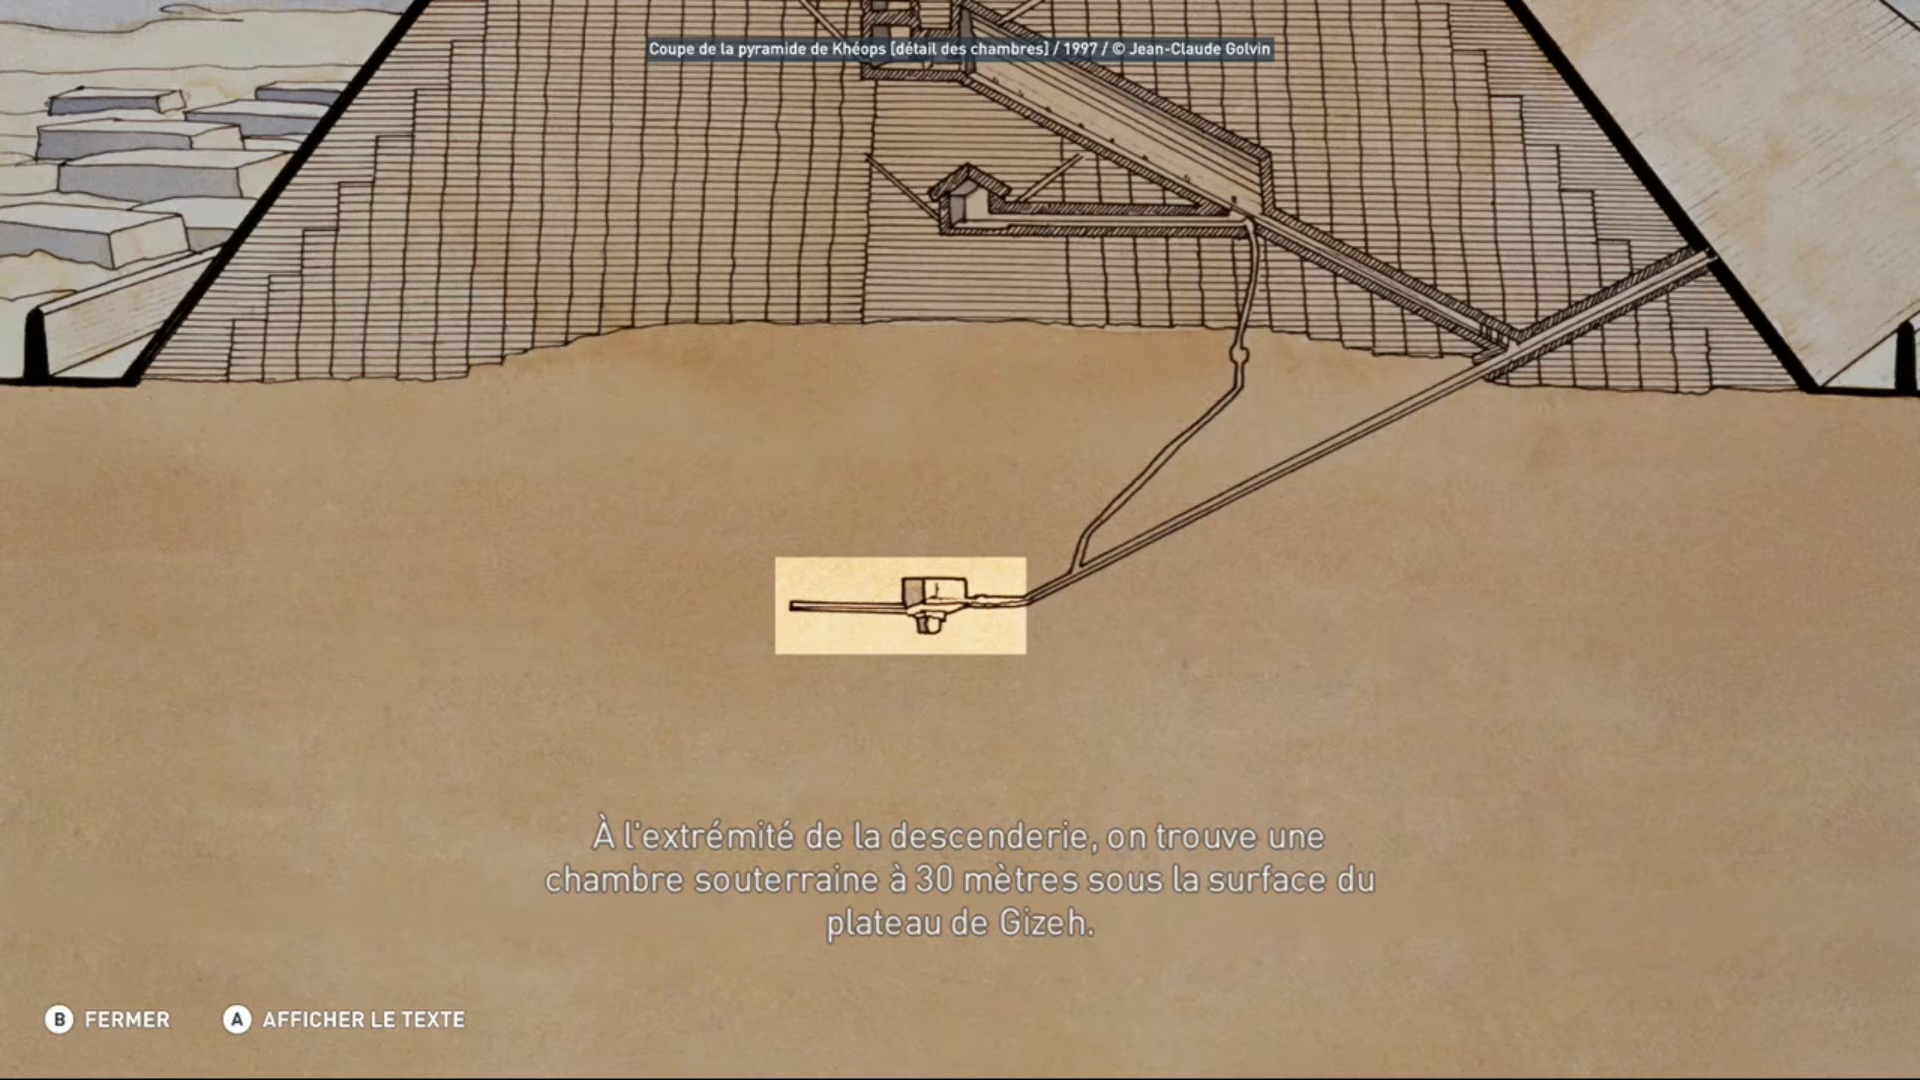 Coupe de la pyramide de Khéops [détail des chambres] / 1997 / © Jean-Claude Golvin
À l'extrémité de la descenderie, on trouve une
chambre souterraine à 30 mètres sous la surface du
plateau de Gizeh.
B FERMER A AFFICHER LE TEXTE